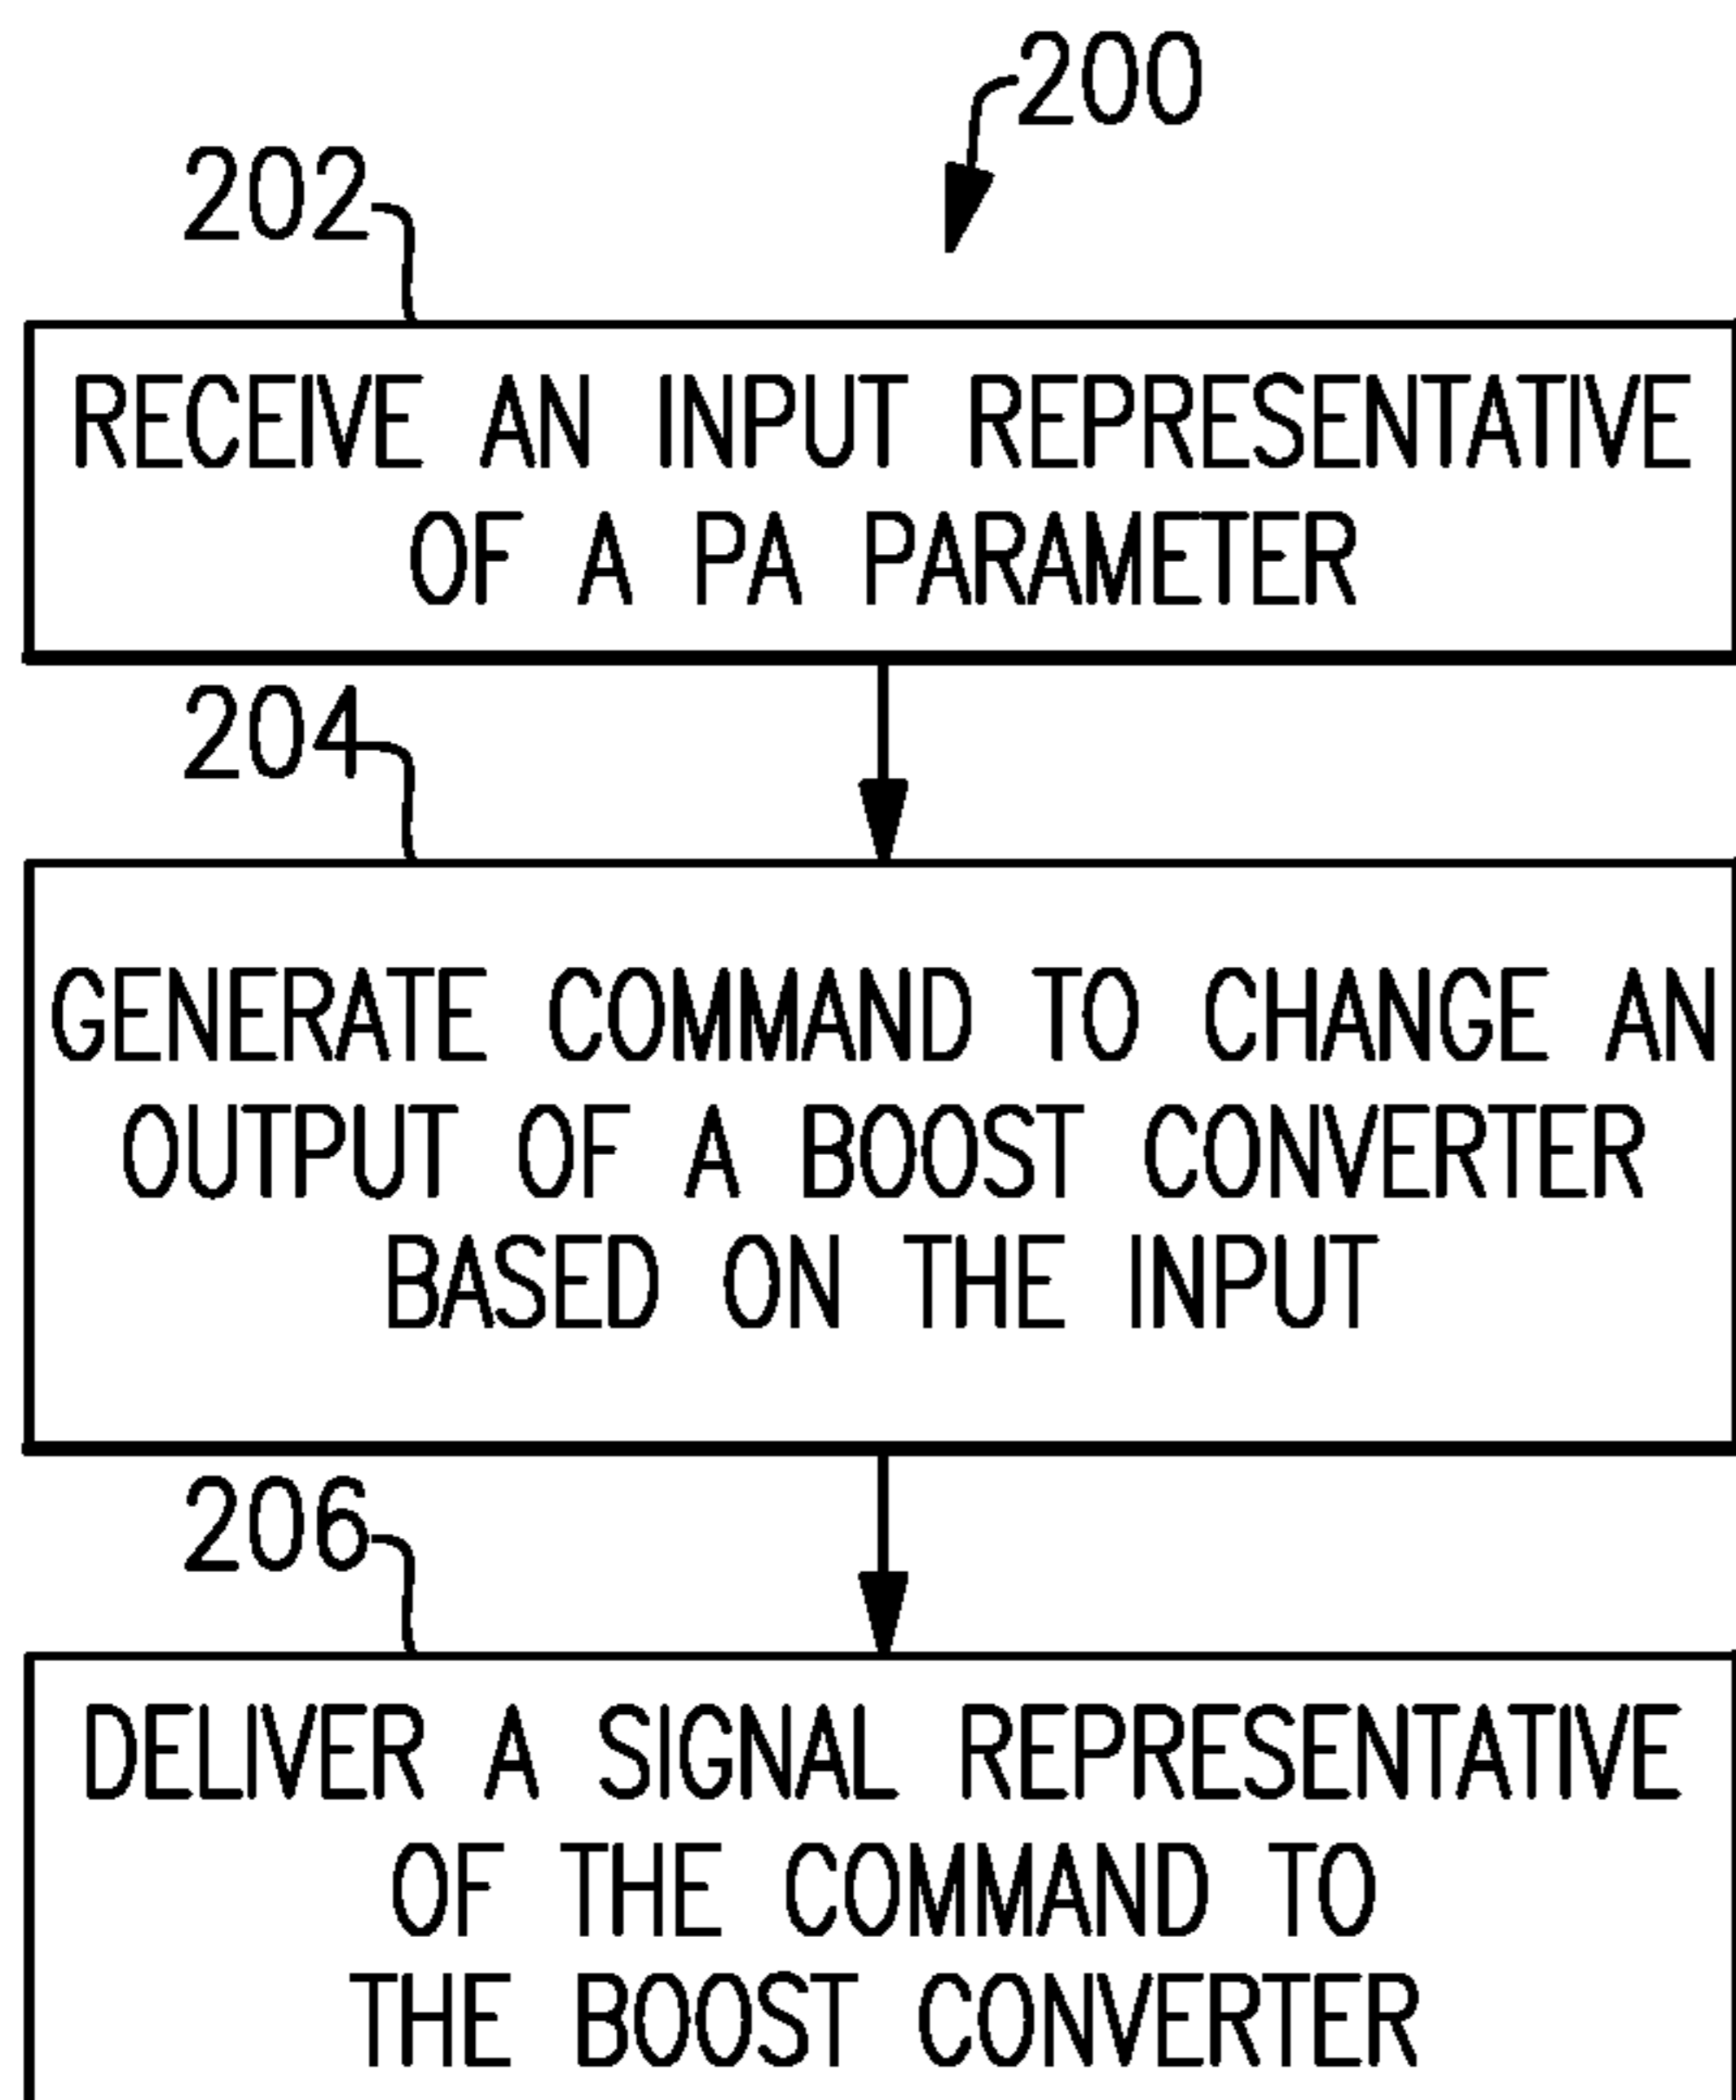 200
202
RECEIVE AN INPUT REPRESENTATIVE
OF A PA PARAMETER
204
GENERATE COMMAND TO CHANGE AN
OUTPUT OF A BOOST CONVERTER
BASED ON THE INPUT
206
DELIVER A SIGNAL REPRESENTATIVE
OF THE COMMAND TO
THE BOOST CONVERTER